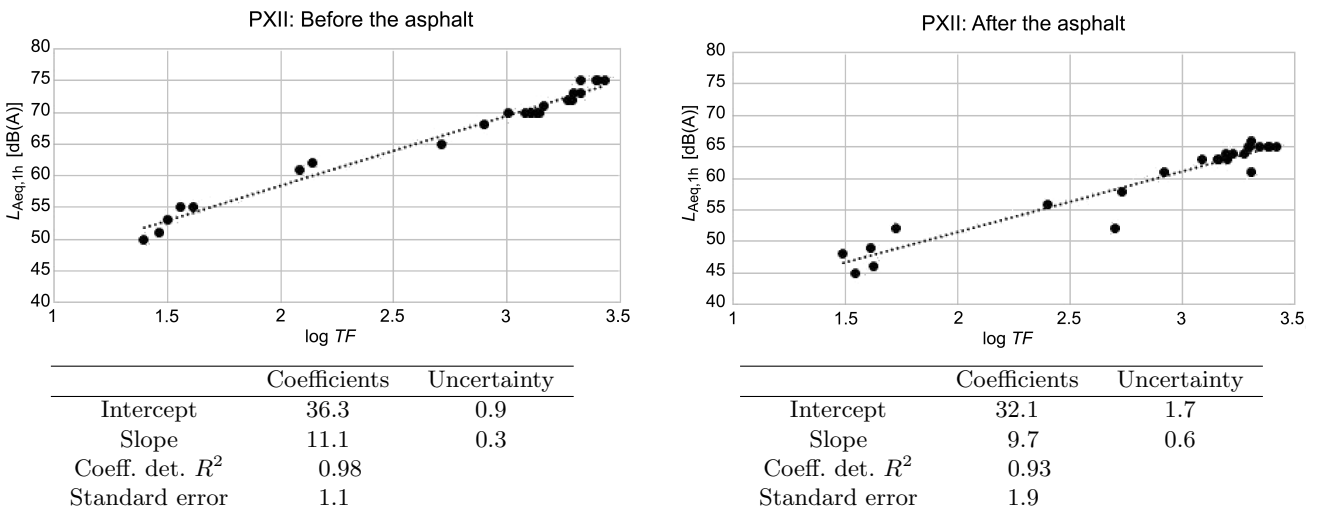 PXII: Before the asphalt
80
75
70
65
60
55
50
45
40
L_Aeq,1h [dB(A)]
1 1.5 2 2.5 3 3.5
log TF
Coefficients Uncertainty
Intercept 36.3 0.9
Slope 11.1 0.3
Coeff. det. R² 0.98
Standard error 1.1
PXII: After the asphalt
80
75
70
65
60
55
50
45
40
L_Aeq,1h [dB(A)]
1 1.5 2 2.5 3 3.5
log TF
Coefficients Uncertainty
Intercept 32.1 1.7
Slope 9.7 0.6
Coeff. det. R² 0.93
Standard error 1.9